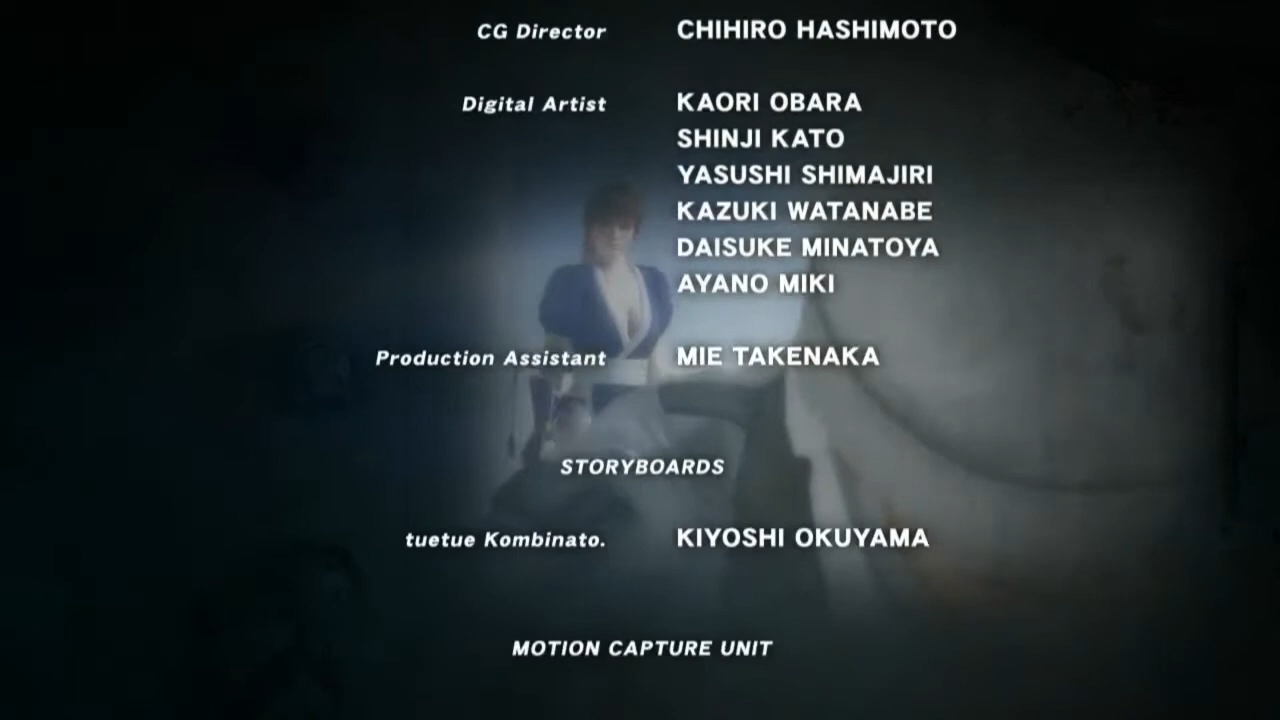 CG Director CHIHIRO HASHIMOTO
Digital Artist KAORI OBARA
SHINJI KATO
YASUSHI SHIMAJIRI
KAZUKI WATANABE
DAISUKE MINATOYA
AYANO MIKI
Production Assistant MIE TAKENAKA
STORYBOARDS
tuetue Kombinato. KIYOSHI OKUYAMA
MOTION CAPTURE UNIT